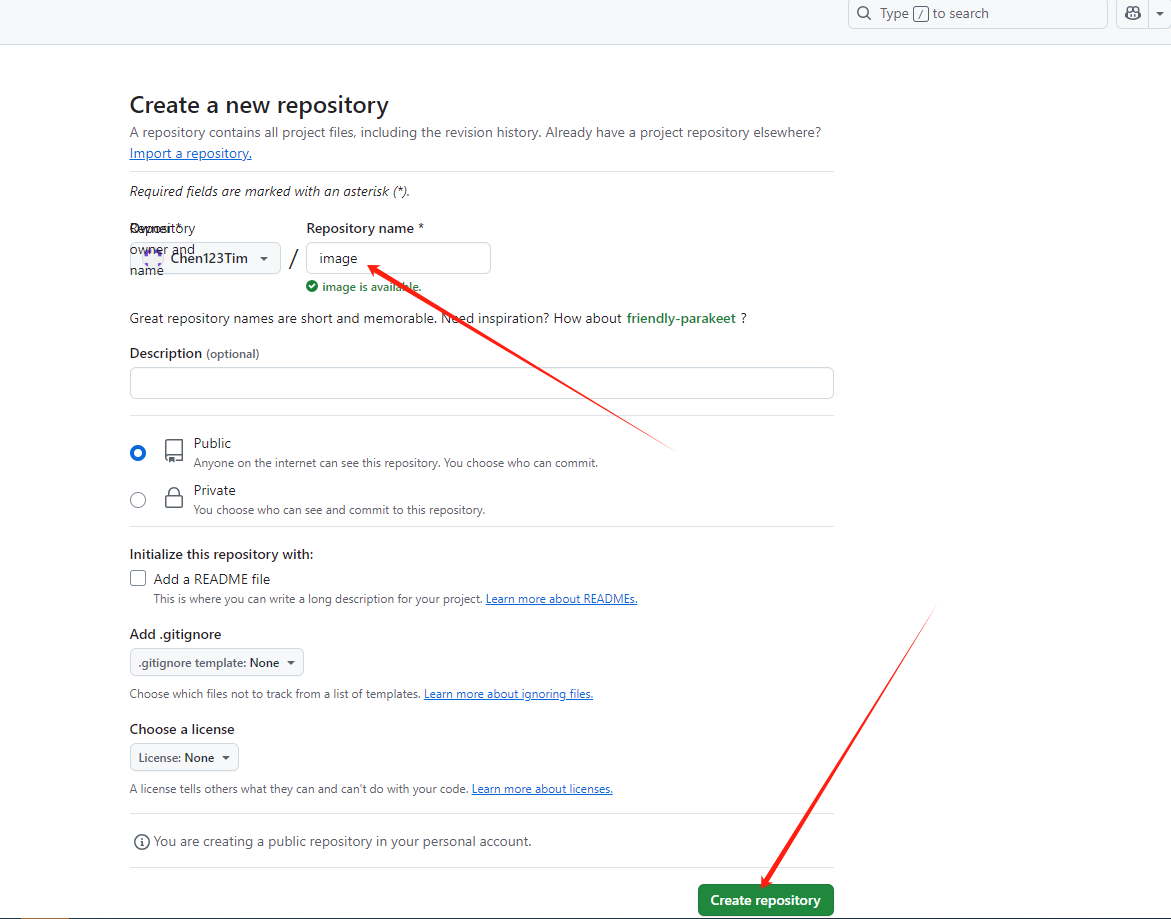 Type / to search
Create a new repository
A repository contains all project files, including the revision history. Already have a project repository elsewhere?
Import a repository.
Required fields are marked with an asterisk (*).
Owner *
Repository owner and name
Chen123Tim
/
Repository name *
image
image is available.
Great repository names are short and memorable. Need inspiration? How about friendly-parakeet ?
Description (optional)
Public
Anyone on the internet can see this repository. You choose who can commit.
Private
You choose who can see and commit to this repository.
Initialize this repository with:
Add a README file
This is where you can write a long description for your project. Learn more about READMEs.
Add .gitignore
.gitignore template: None
Choose which files not to track from a list of templates. Learn more about ignoring files.
Choose a license
License: None
A license tells others what they can and can't do with your code. Learn more about licenses.
You are creating a public repository in your personal account.
Create repository